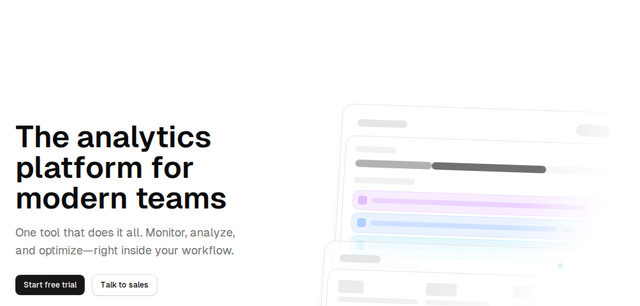 The analytics
platform for
modern teams
One tool that does it all. Monitor, analyze,
and optimize—right inside your workflow.
Start free trial
Talk to sales